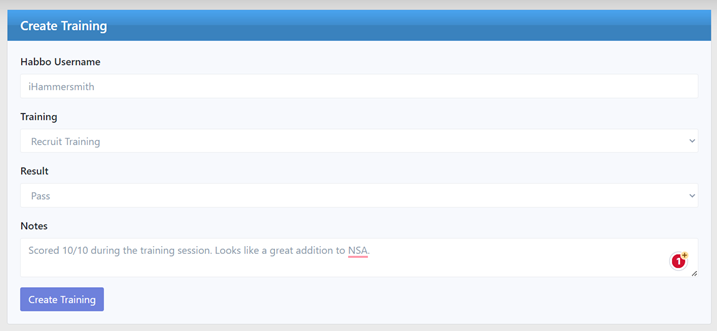 Create Training
Habbo Username
iHammersmith
Training
Recruit Training
Result
Pass
Notes
Scored 10/10 during the training session. Looks like a great addition to NSA.
1
Create Training